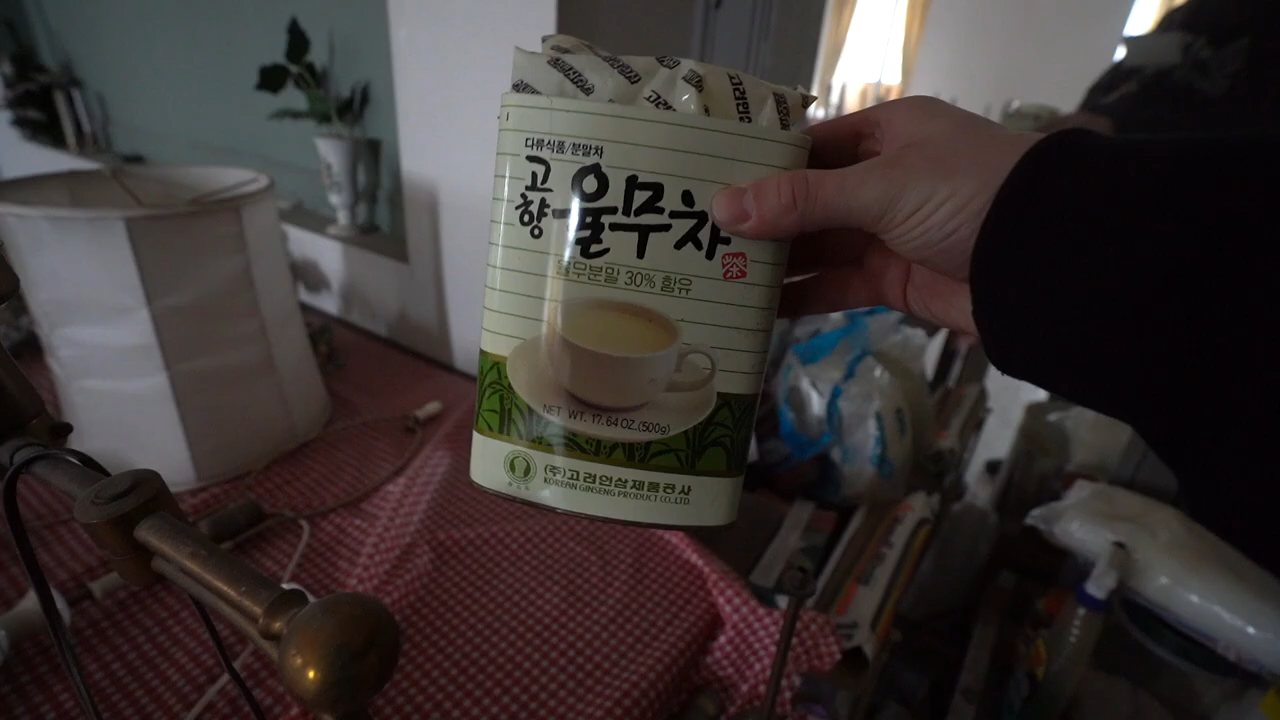 다류식품/분말차
고향 율무차
茶
율무분말 30% 함유
NET WT. 17.64 OZ.(500g)
(주)고려인삼제품공사
KOREAN GINSENG PRODUCT CO.LTD.